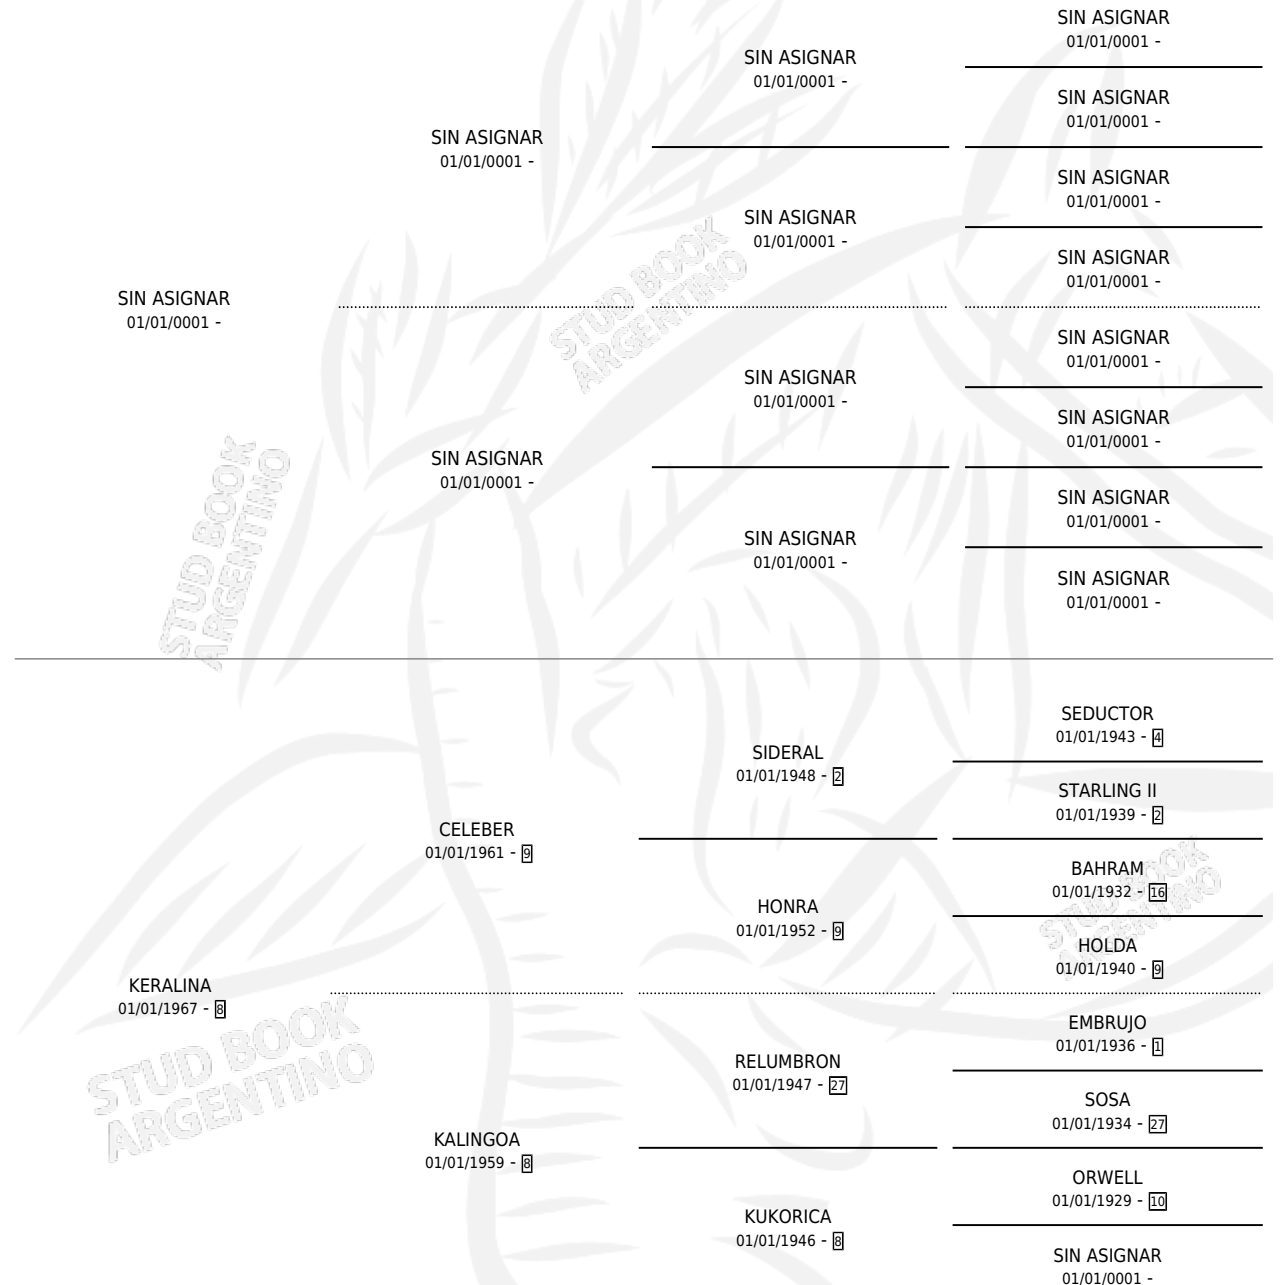 SIN ASIGNAR
01/01/0001 -
SIN ASIGNAR
01/01/0001 -
SIN ASIGNAR
01/01/0001 -
SIN ASIGNAR
01/01/0001 -
SIN ASIGNAR
01/01/0001 -
SIN ASIGNAR
01/01/0001 -
SIN ASIGNAR
01/01/0001 -
SIN ASIGNAR
01/01/0001 -
SIN ASIGNAR
01/01/0001 -
SIN ASIGNAR
01/01/0001 -
SIN ASIGNAR
01/01/0001 -
SIN ASIGNAR
01/01/0001 -
SIN ASIGNAR
01/01/0001 -
SIN ASIGNAR
01/01/0001 -
SIN ASIGNAR
01/01/0001 -
STUD BOOK
ARGENTINO
STUD BOOK
ARGENTINO
SEDUCTOR
01/01/1943 - 4
SIDERAL
01/01/1948 - 2
STARLING II
01/01/1939 - 2
CELEBER
01/01/1961 - 9
BAHRAM
01/01/1932 - 16
HONRA
01/01/1952 - 9
HOLDA
01/01/1940 - 9
STUD BOOK
ARGENTINO
KERALINA
01/01/1967 - 8
STUD BOOK
ARGENTINO
EMBRUJO
01/01/1936 - 1
RELUMBRON
01/01/1947 - 27
SOSA
01/01/1934 - 27
KALINGOA
01/01/1959 - 8
ORWELL
01/01/1929 - 10
KUKORICA
01/01/1946 - 8
SIN ASIGNAR
01/01/0001 -